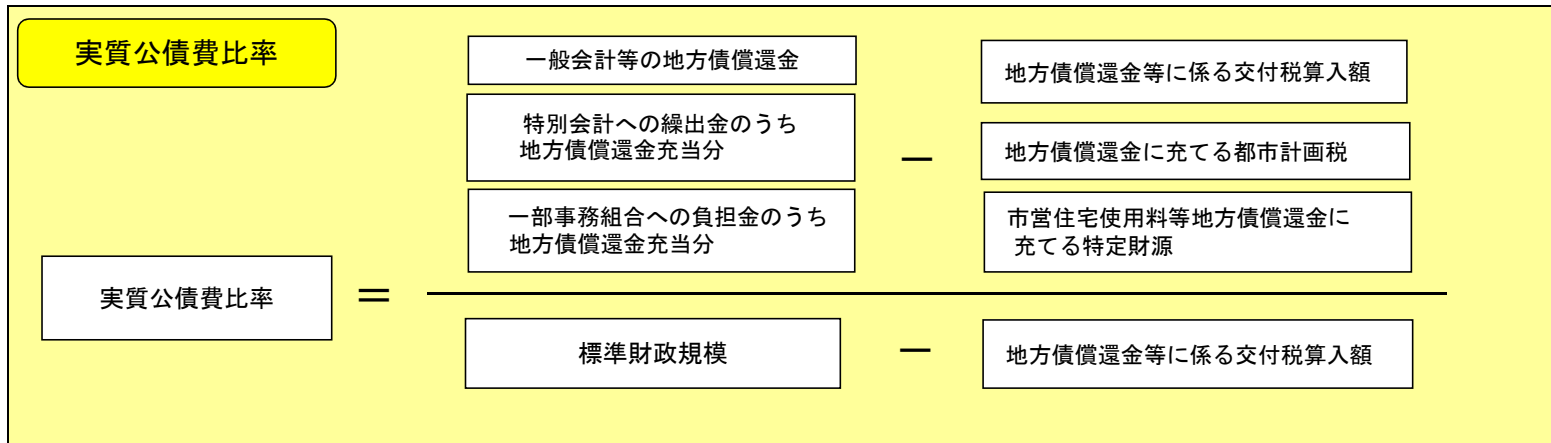 実質公債費比率
一般会計等の地方債償還金
特別会計への繰出金のうち
地方債償還金充当分
一部事務組合への負担金のうち
地方債償還金充当分
－
地方債償還金等に係る交付税算入額
地方債償還金に充てる都市計画税
市営住宅使用料等地方債償還金に
充てる特定財源
実質公債費比率
＝
標準財政規模
－
地方債償還金等に係る交付税算入額